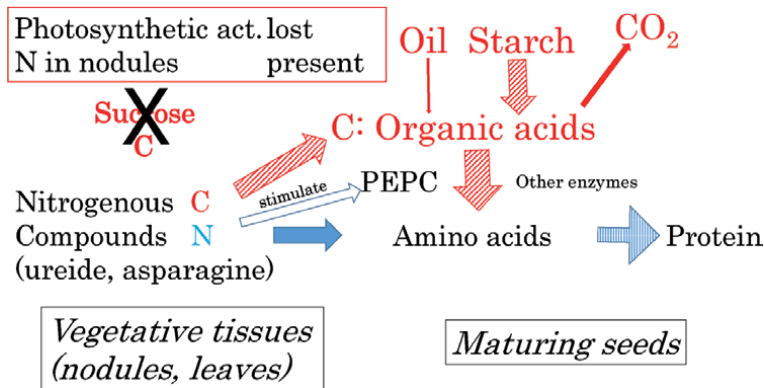 Photosynthetic act. lost
N in nodules present
Oil Starch CO2
Sucrose
C
C: Organic acids
stimulate
PEPC
Other enzymes
Nitrogenous C
Compounds N
(ureide, asparagine)
Amino acids
Protein
Vegetative tissues
(nodules, leaves)
Maturing seeds